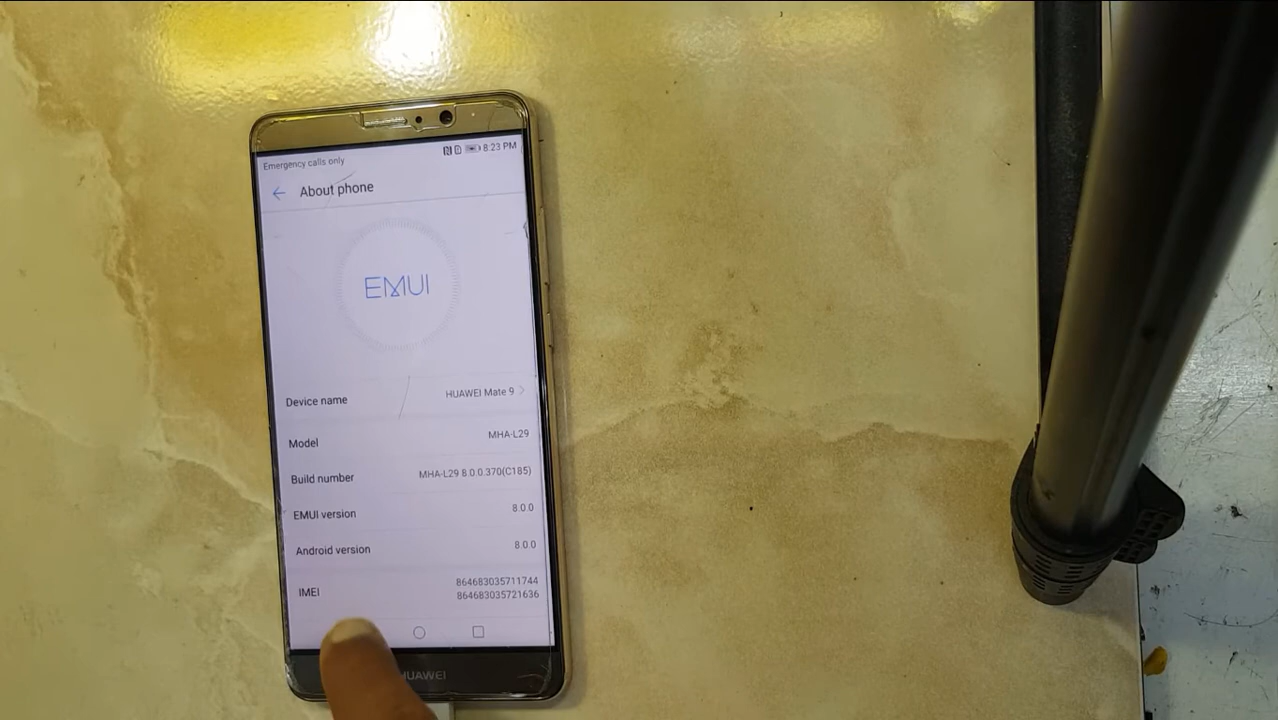 Emergency calls only 8:23 PM
About phone
EMUI
Device name HUAWEI Mate 9
Model MHA-L29
Build number MHA-L29 8.0.0.370(C185)
EMUI version 8.0.0
Android version 8.0.0
IMEI 864683035711744
864683035721636
HUAWEI